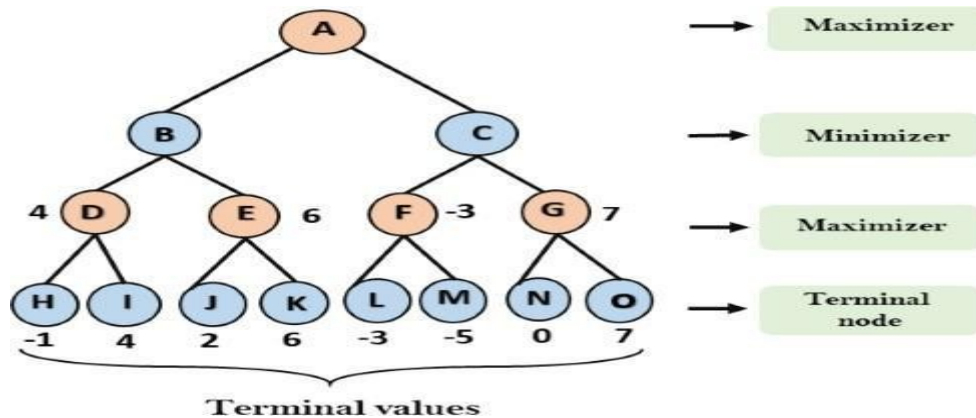 A
Maximizer
B C
Minimizer
4 D E 6 F -3 G 7
Maximizer
H I J K L M N O
Terminal
node
-1 4 2 6 -3 -5 0 7
Terminal values